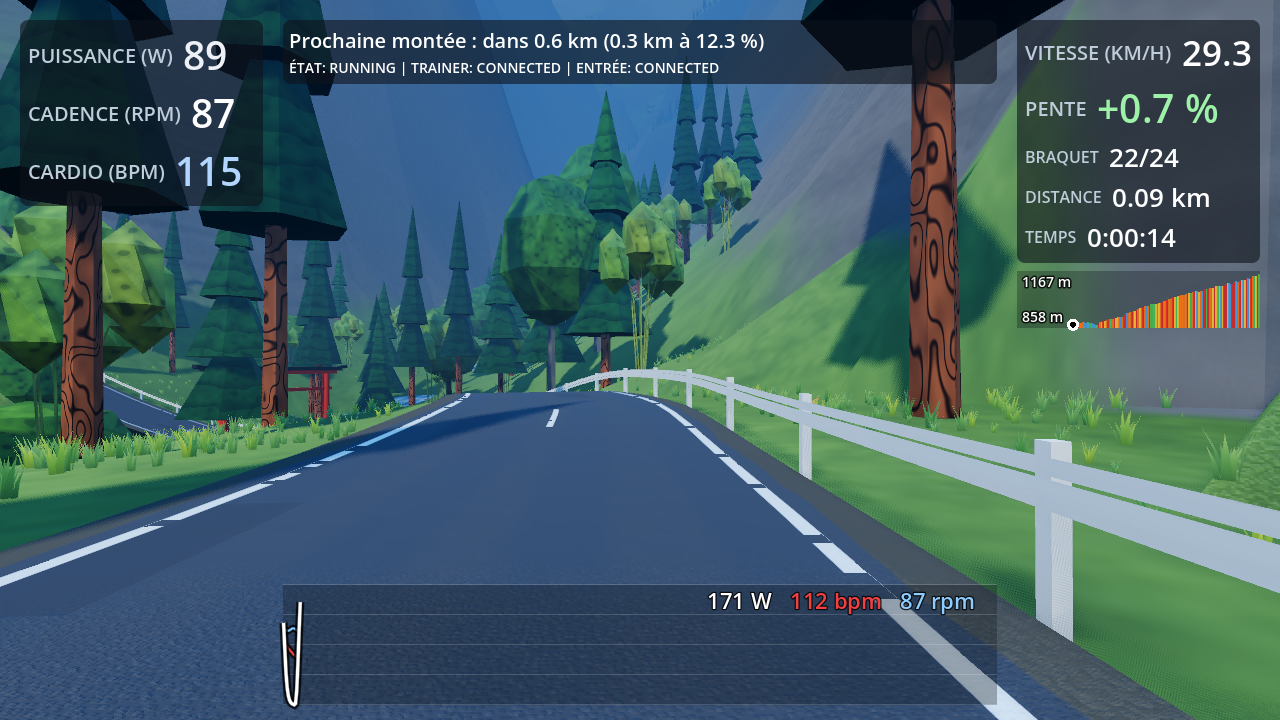 PUISSANCE (W) 89
CADENCE (RPM) 87
CARDIO (BPM) 115
Prochaine montée : dans 0.6 km (0.3 km à 12.3 %)
ÉTAT: RUNNING | TRAINER: CONNECTED | ENTRÉE: CONNECTED
VITESSE (KM/H) 29.3
PENTE +0.7 %
BRAQUET 22/24
DISTANCE 0.09 km
TEMPS 0:00:14
1167 m
858 m
171 W 112 bpm 87 rpm